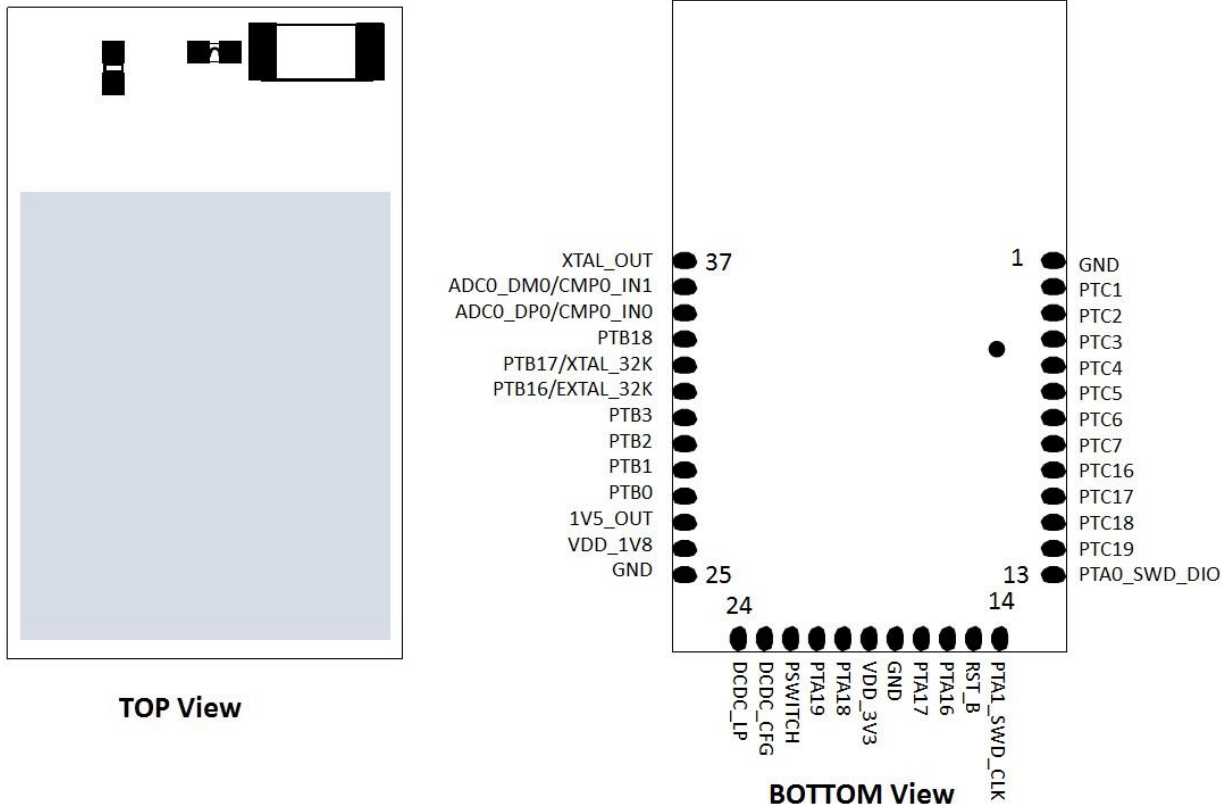 XTAL_OUT
37
1
GND
ADC0_DM0/CMP0_IN1
PTC1
ADC0_DP0/CMP0_IN0
PTC2
PTB18
PTC3
PTB17/XTAL_32K
PTC4
PTB16/EXTAL_32K
PTC5
PTB3
PTC6
PTB2
PTC7
PTB1
PTC16
PTB0
PTC17
1V5_OUT
PTC18
VDD_1V8
PTC19
GND
25
13
PTA0_SWD_DIO
24
14
DCDC_LP
DCDC_CFG
PSWITCH
PTA19
PTA18
VDD_3V3
GND
PTA17
PTA16
RST_B
PTA1_SWD_CLK
TOP View
BOTTOM View